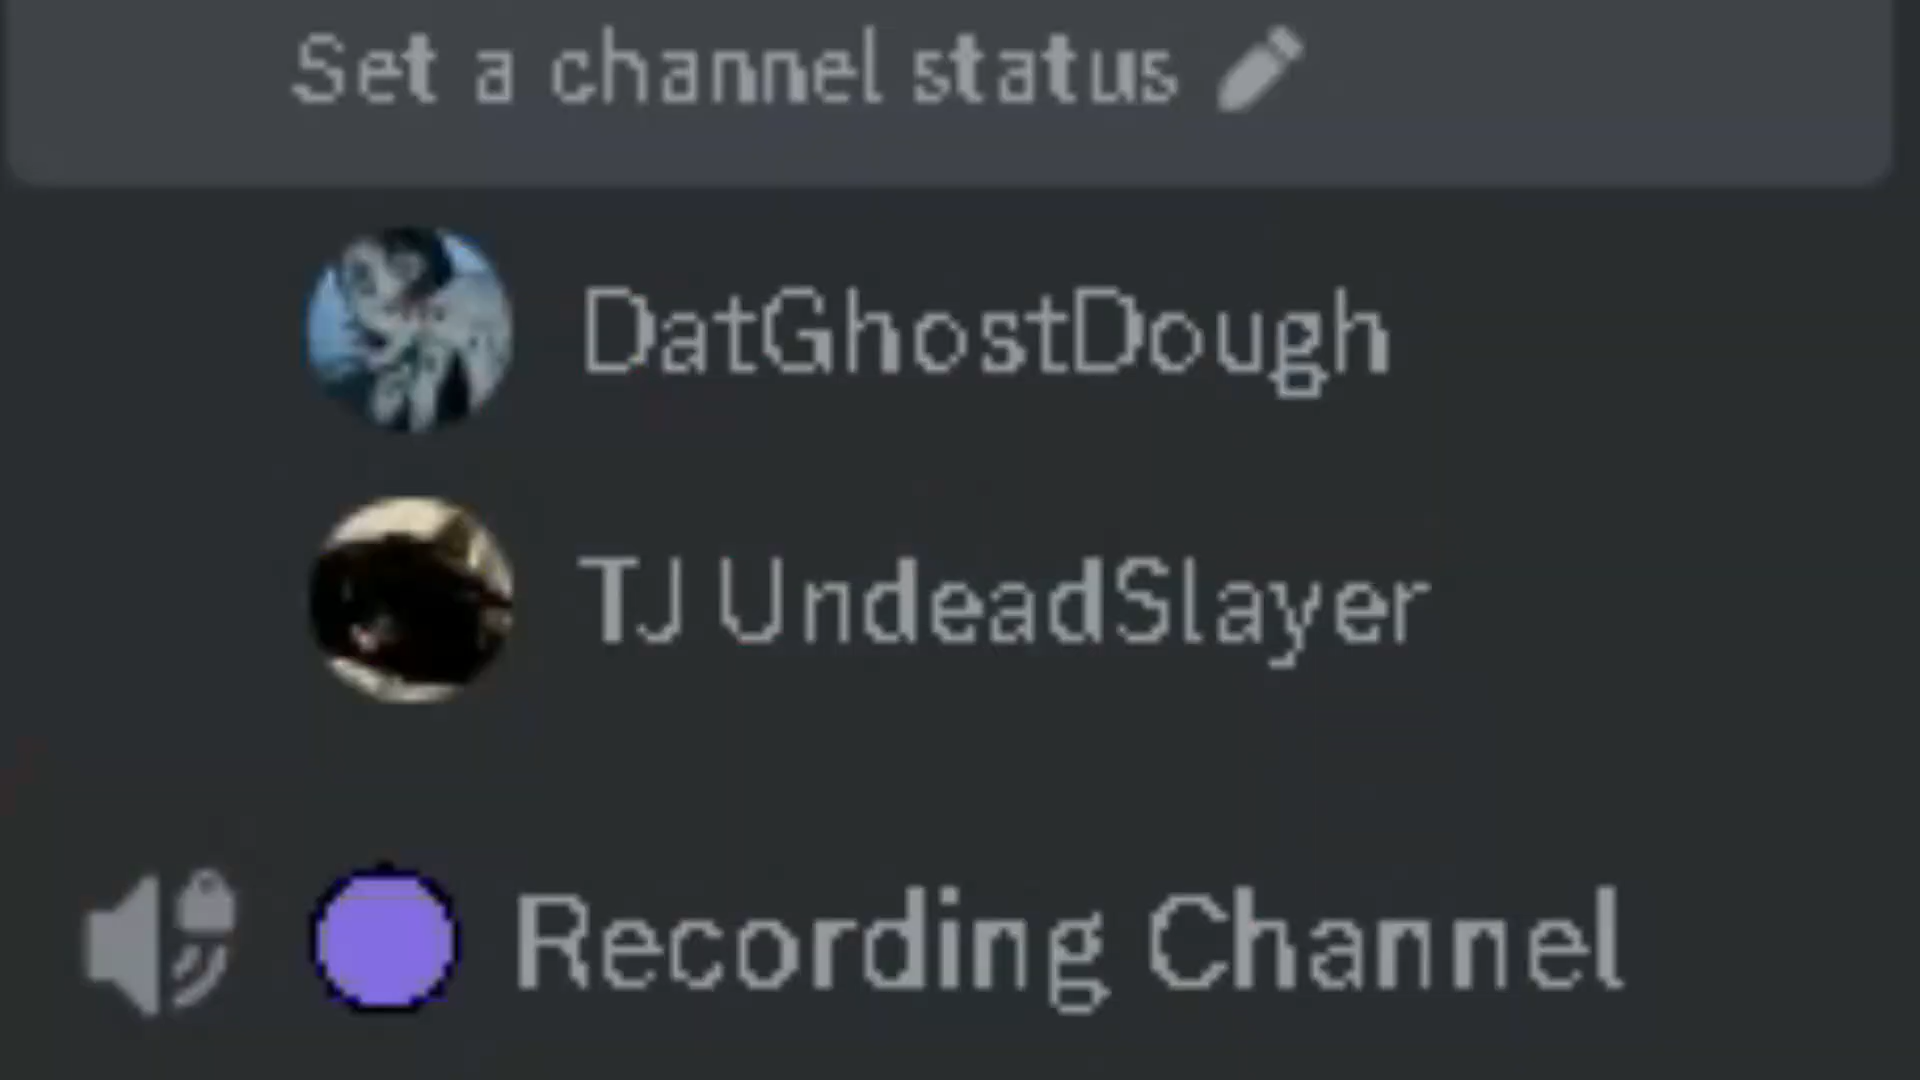 Set a channel status
DatGhostDough
TJ UndeadSlayer
Recording Channel